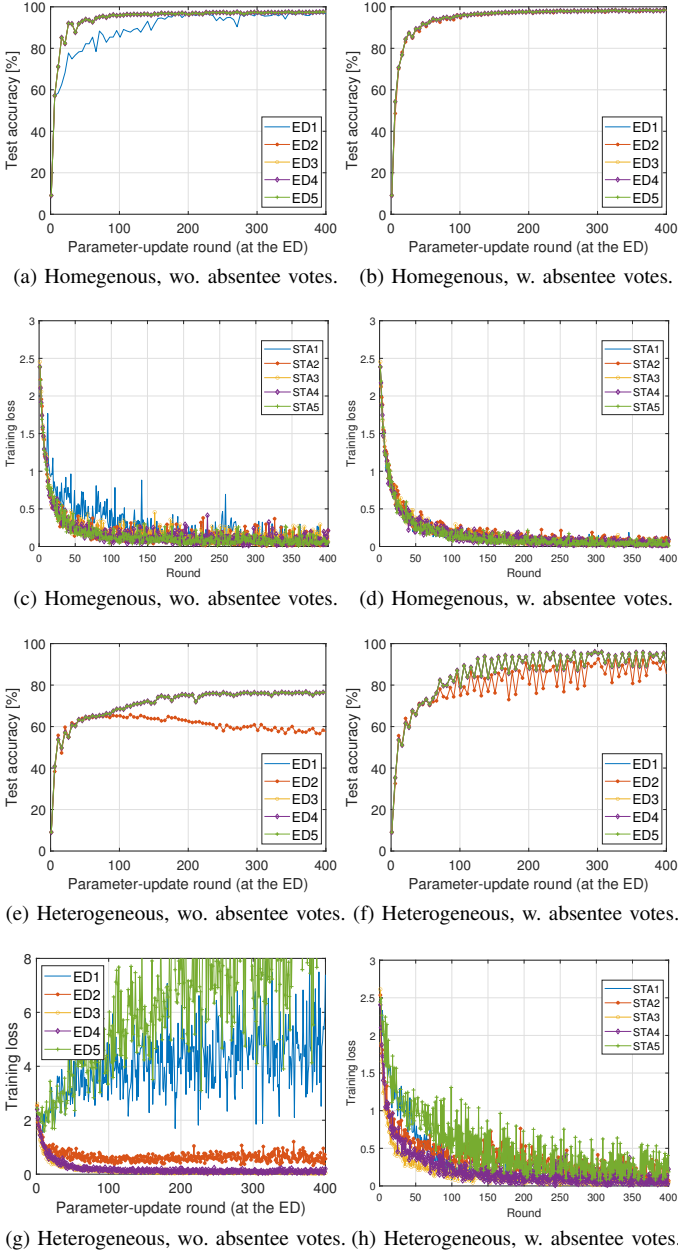 100
80
60
40
20
0
Test accuracy [%]
ED1
ED2
ED3
ED4
ED5
0 100 200 300 400
Parameter-update round (at the ED)
(a) Homogenous, wo. absentee votes.
100
80
60
40
20
0
Test accuracy [%]
ED1
ED2
ED3
ED4
ED5
0 100 200 300 400
Parameter-update round (at the ED)
(b) Homogenous, w. absentee votes.
3
2.5
2
1.5
1
0.5
0
Training loss
STA1
STA2
STA3
STA4
STA5
0 50 100 150 200 250 300 350 400
Round
(c) Homogenous, wo. absentee votes.
3
2.5
2
1.5
1
0.5
0
Training loss
STA1
STA2
STA3
STA4
STA5
0 50 100 150 200 250 300 350 400
Round
(d) Homogenous, w. absentee votes.
100
80
60
40
20
0
Test accuracy [%]
ED1
ED2
ED3
ED4
ED5
0 100 200 300 400
Parameter-update round (at the ED)
(e) Heterogeneous, wo. absentee votes.
100
80
60
40
20
0
Test accuracy [%]
ED1
ED2
ED3
ED4
ED5
0 100 200 300 400
Parameter-update round (at the ED)
(f) Heterogeneous, w. absentee votes.
8
6
4
2
0
Training loss
ED1
ED2
ED3
ED4
ED5
0 100 200 300 400
Parameter-update round (at the ED)
(g) Heterogeneous, wo. absentee votes.
3
2.5
2
1.5
1
0.5
0
Training loss
STA1
STA2
STA3
STA4
STA5
0 50 100 150 200 250 300 350 400
Round
(h) Heterogeneous, w. absentee votes.